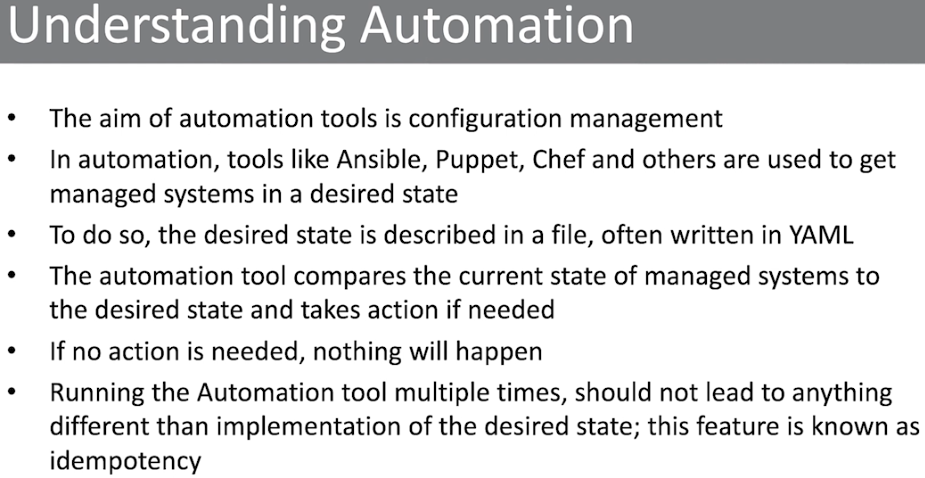 Understanding Automation
• The aim of automation tools is configuration management
• In automation, tools like Ansible, Puppet, Chef and others are used to get
managed systems in a desired state
• To do so, the desired state is described in a file, often written in YAML
• The automation tool compares the current state of managed systems to
the desired state and takes action if needed
• If no action is needed, nothing will happen
• Running the Automation tool multiple times, should not lead to anything
different than implementation of the desired state; this feature is known as
idempotency